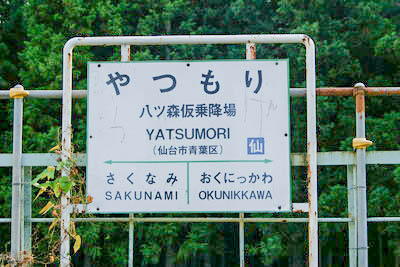 やつもり
八ツ森仮乗降場
YATSUMORI
(仙台市青葉区)
仙
さくなみ
おくにっかわ
SAKUNAMI
OKUNIKKAWA